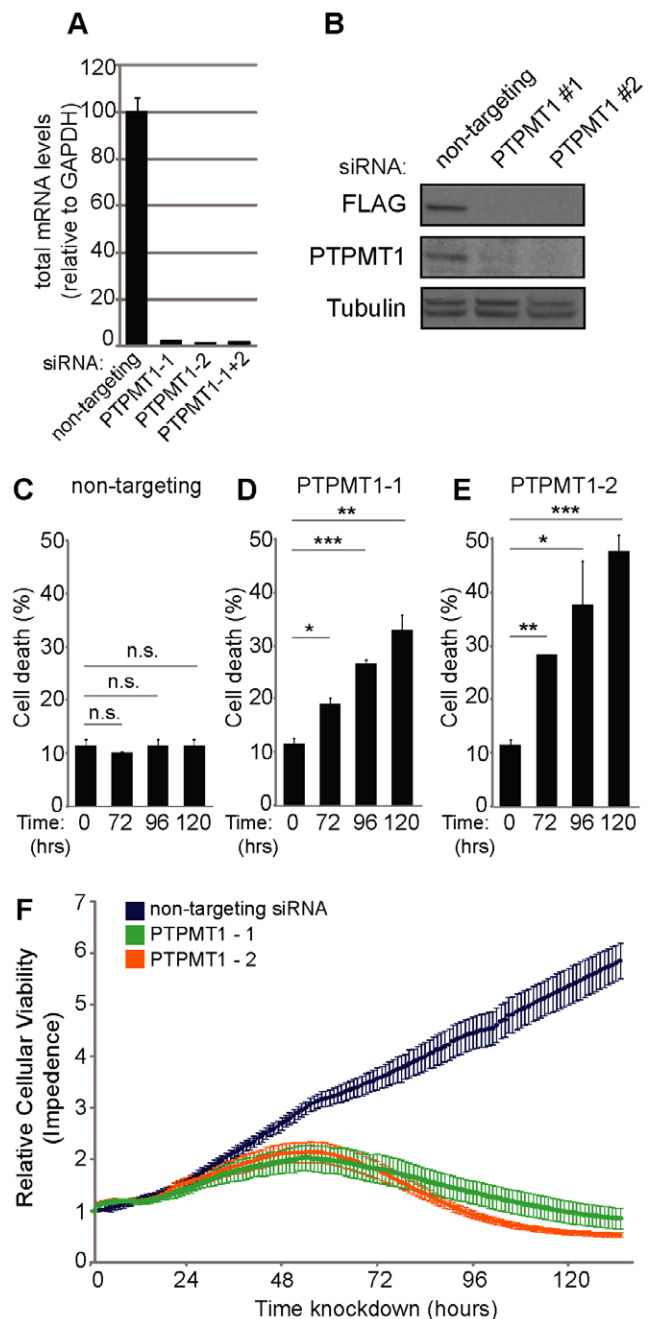 A
120
100
80
60
40
20
0
total mRNA levels
(relative to GAPDH)
siRNA:
non-targeting
PTPMT1-1
PTPMT1-2
PTPMT1-1+2
B
siRNA:
non-targeting
PTPMT1 #1
PTPMT1 #2
FLAG
PTPMT1
Tubulin
C
non-targeting
Cell death (%)
50
40
30
20
10
0
n.s.
n.s.
n.s.
Time:
(hrs)
0 72 96 120
D
PTPMT1-1
Cell death (%)
50
40
30
20
10
0
**
***
*
Time:
(hrs)
0 72 96 120
E
PTPMT1-2
Cell death (%)
50
40
30
20
10
0
***
*
**
Time:
(hrs)
0 72 96 120
F
Relative Cellular Viability
(Impedence)
7
6
5
4
3
2
1
0
non-targeting siRNA
PTPMT1 - 1
PTPMT1 - 2
0 24 48 72 96 120
Time knockdown (hours)